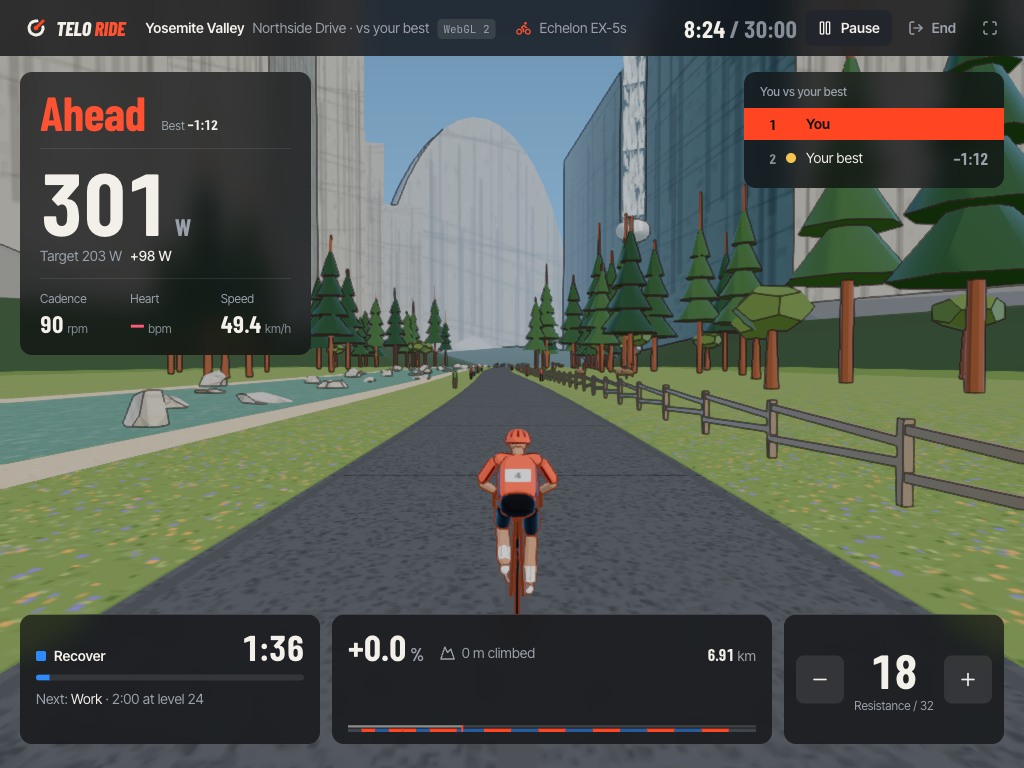 TELO RIDE Yosemite Valley Northside Drive · vs your best WebGL 2 Echelon EX-5s 8:24 / 30:00 Pause End
Ahead Best −1:12
301 W
Target 203 W +98 W
Cadence Heart Speed
90 rpm — bpm 49.4 km/h
You vs your best
1 You
2 Your best −1:12
4
Recover 1:36
Next: Work · 2:00 at level 24
+0.0 % 0 m climbed 6.91 km
− 18 +
Resistance / 32